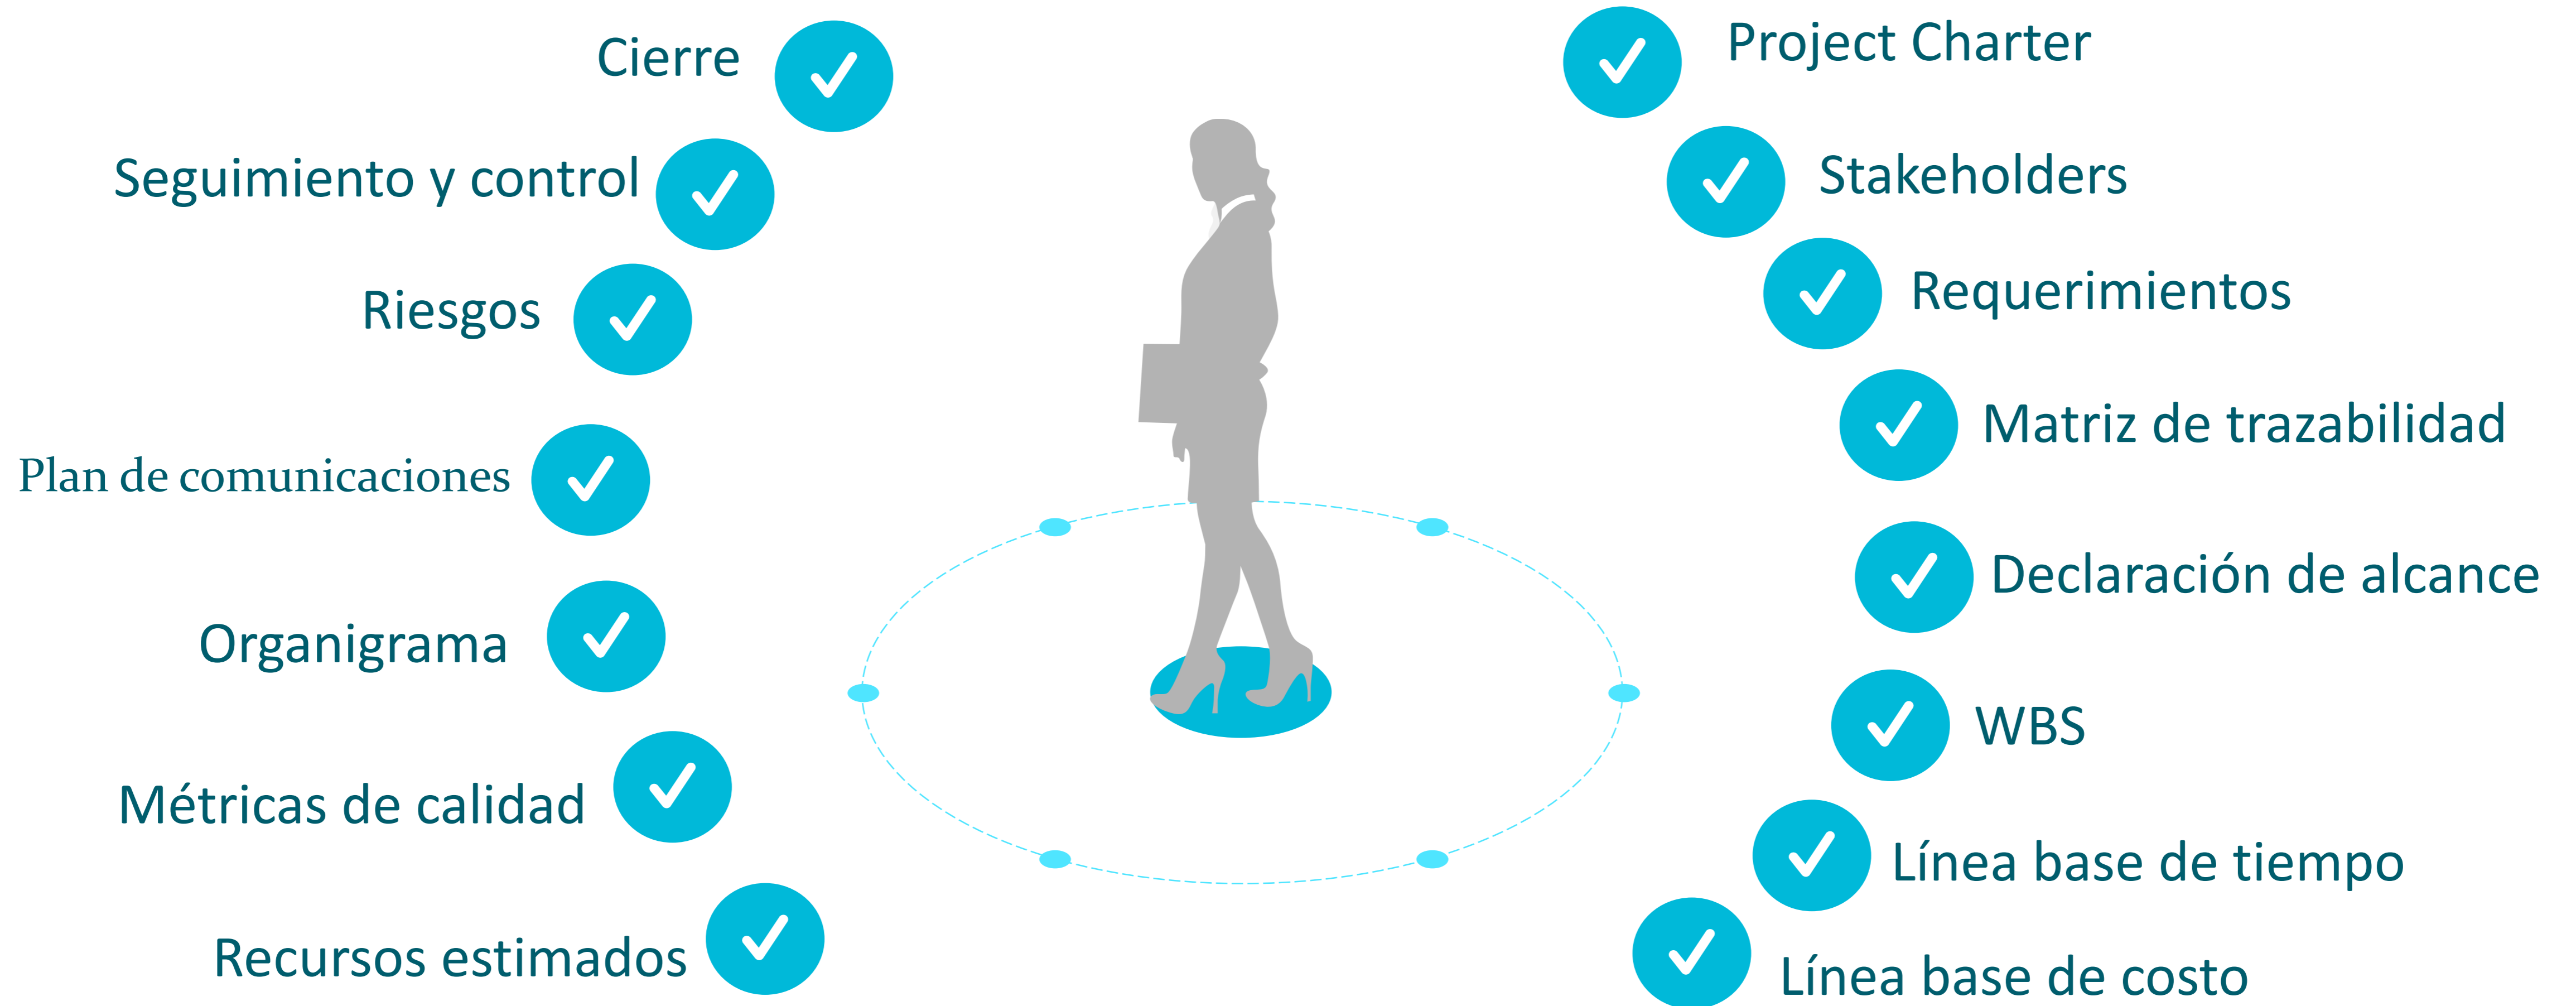 Cierre
Seguimiento y control
Riesgos
Plan de comunicaciones
Organigrama
Métricas de calidad
Recursos estimados
Project Charter
Stakeholders
Requerimientos
Matriz de trazabilidad
Declaración de alcance
WBS
Línea base de tiempo
Línea base de costo